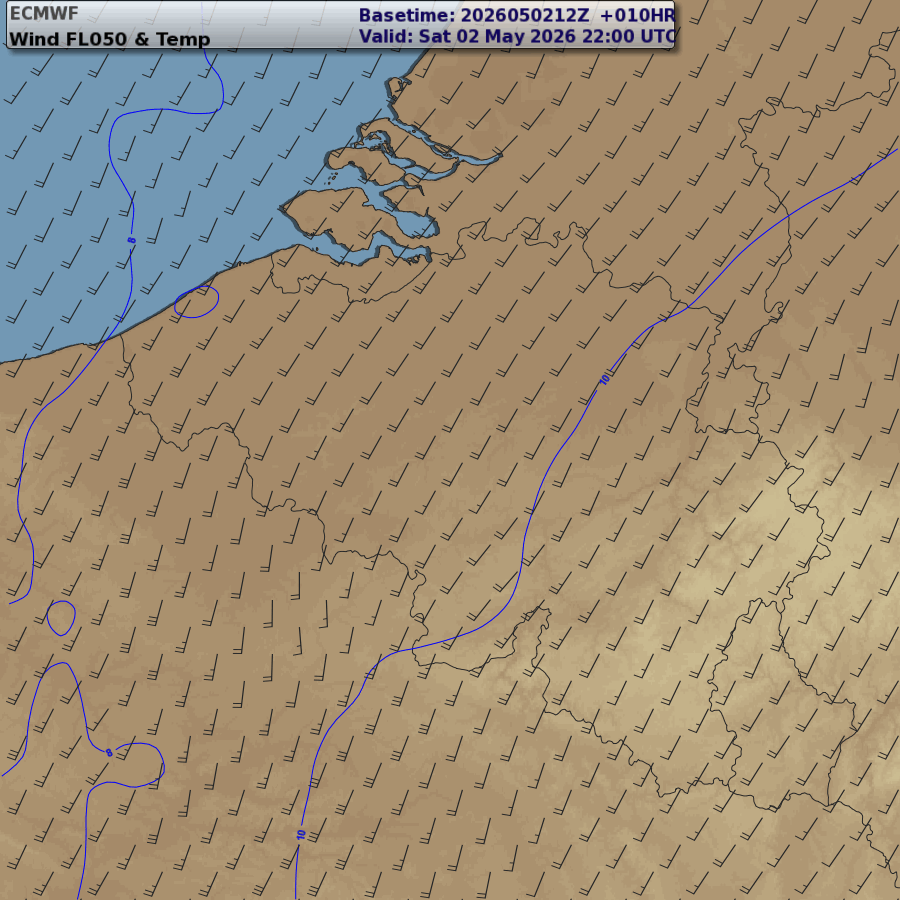 ECMWF
Basetime: 2026050212Z +010HR
Wind FL050 & Temp
Valid: Sat 02 May 2026 22:00 UTC
8
10
8
10